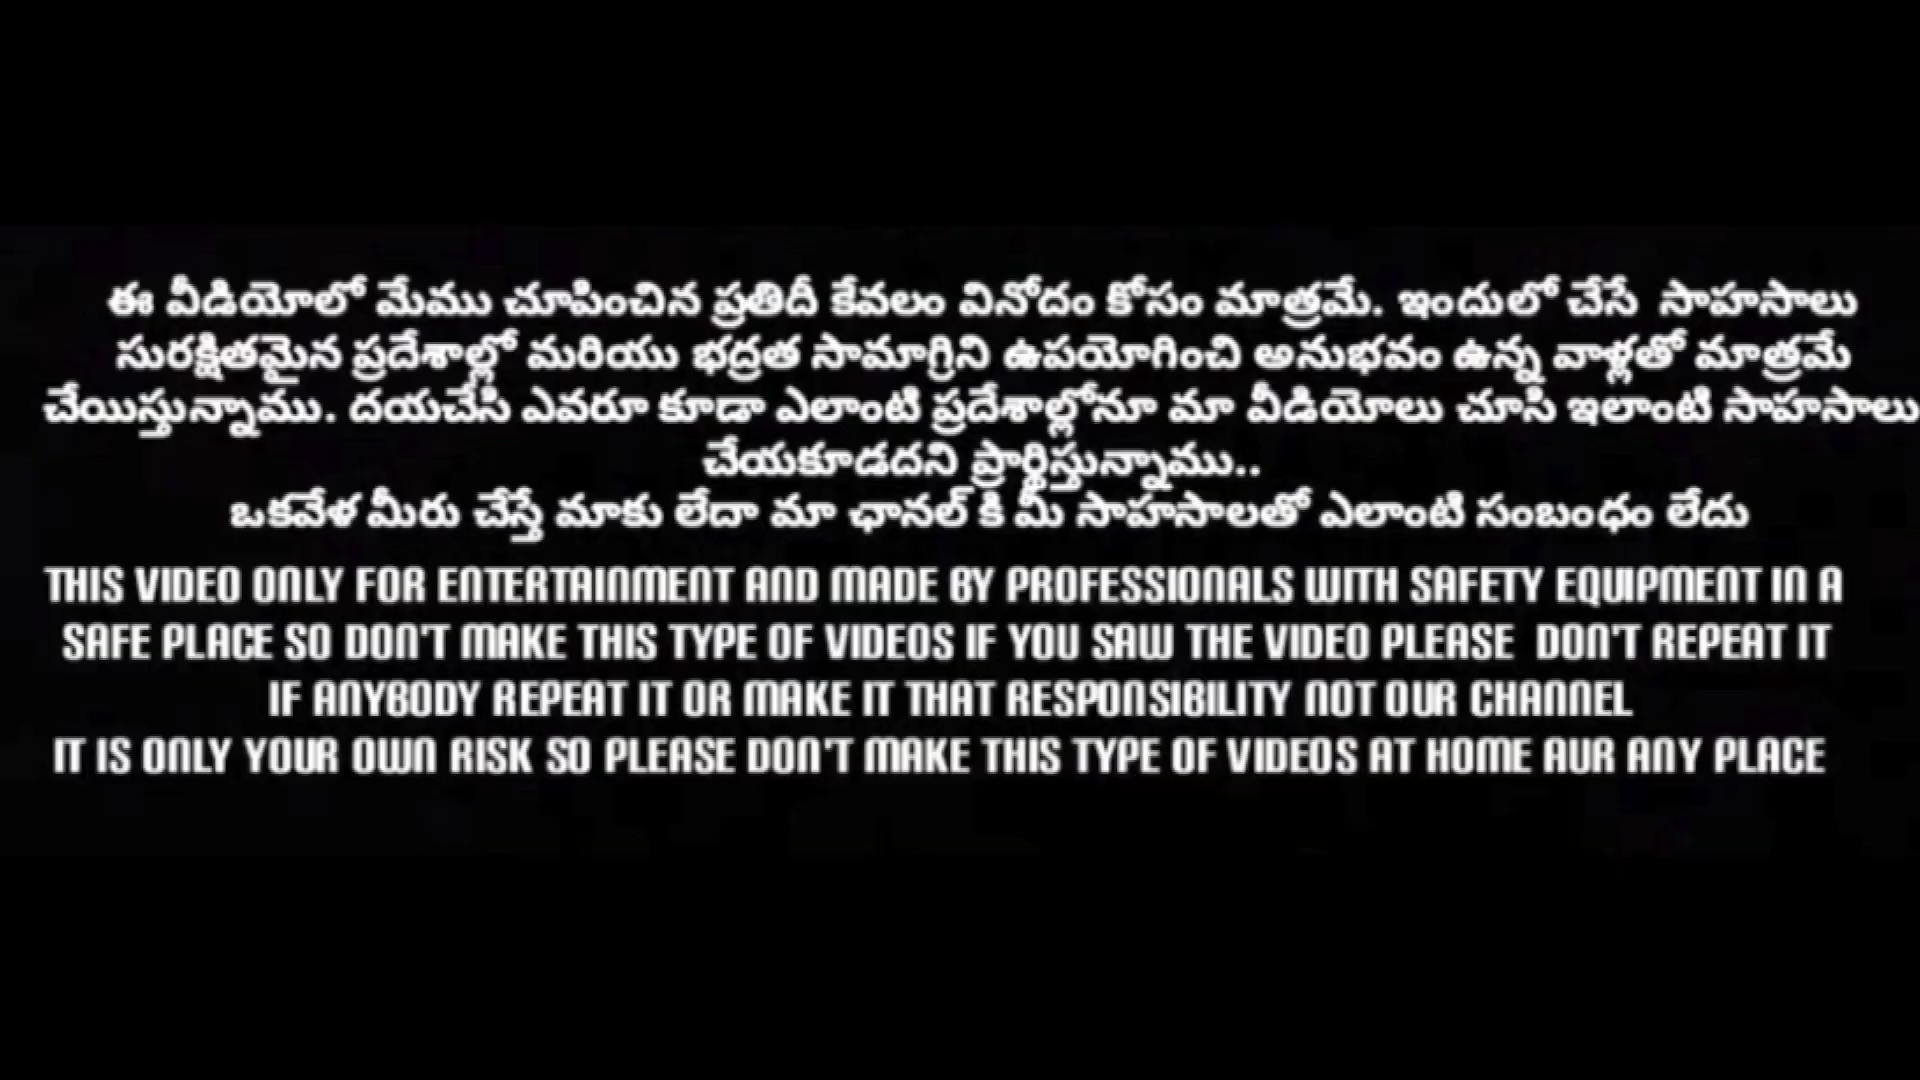 ఈ వీడియోలో మేము చూపించిన ప్రతిదీ కేవలం వినోదం కోసం మాత్రమే. ఇందులో చేసే సాహసాలు
సురక్షితమైన ప్రదేశాల్లో మరియు భద్రత సామాగ్రిని ఉపయోగించి అనుభవం ఉన్న వాళ్లతో మాత్రమే
చేయిస్తున్నాము. దయచేసి ఎవరూ కూడా ఎలాంటి ప్రదేశాల్లోనూ మా వీడియోలు చూసి ఇలాంటి సాహసాలు
చేయకూడదని ప్రార్థిస్తున్నాము..
ఒకవేళ మీరు చేస్తే మాకు లేదా మా ఛానల్ కి మీ సాహసాలతో ఎలాంటి సంబంధం లేదు
THIS VIDEO ONLY FOR ENTERTAINMENT AND MADE BY PROFESSIONALS WITH SAFETY EQUIPMENT IN A
SAFE PLACE SO DON'T MAKE THIS TYPE OF VIDEOS IF YOU SAW THE VIDEO PLEASE DON'T REPEAT IT
IF ANYBODY REPEAT IT OR MAKE IT THAT RESPONSIBILITY NOT OUR CHANNEL
IT IS ONLY YOUR OWN RISK SO PLEASE DON'T MAKE THIS TYPE OF VIDEOS AT HOME AUR ANY PLACE